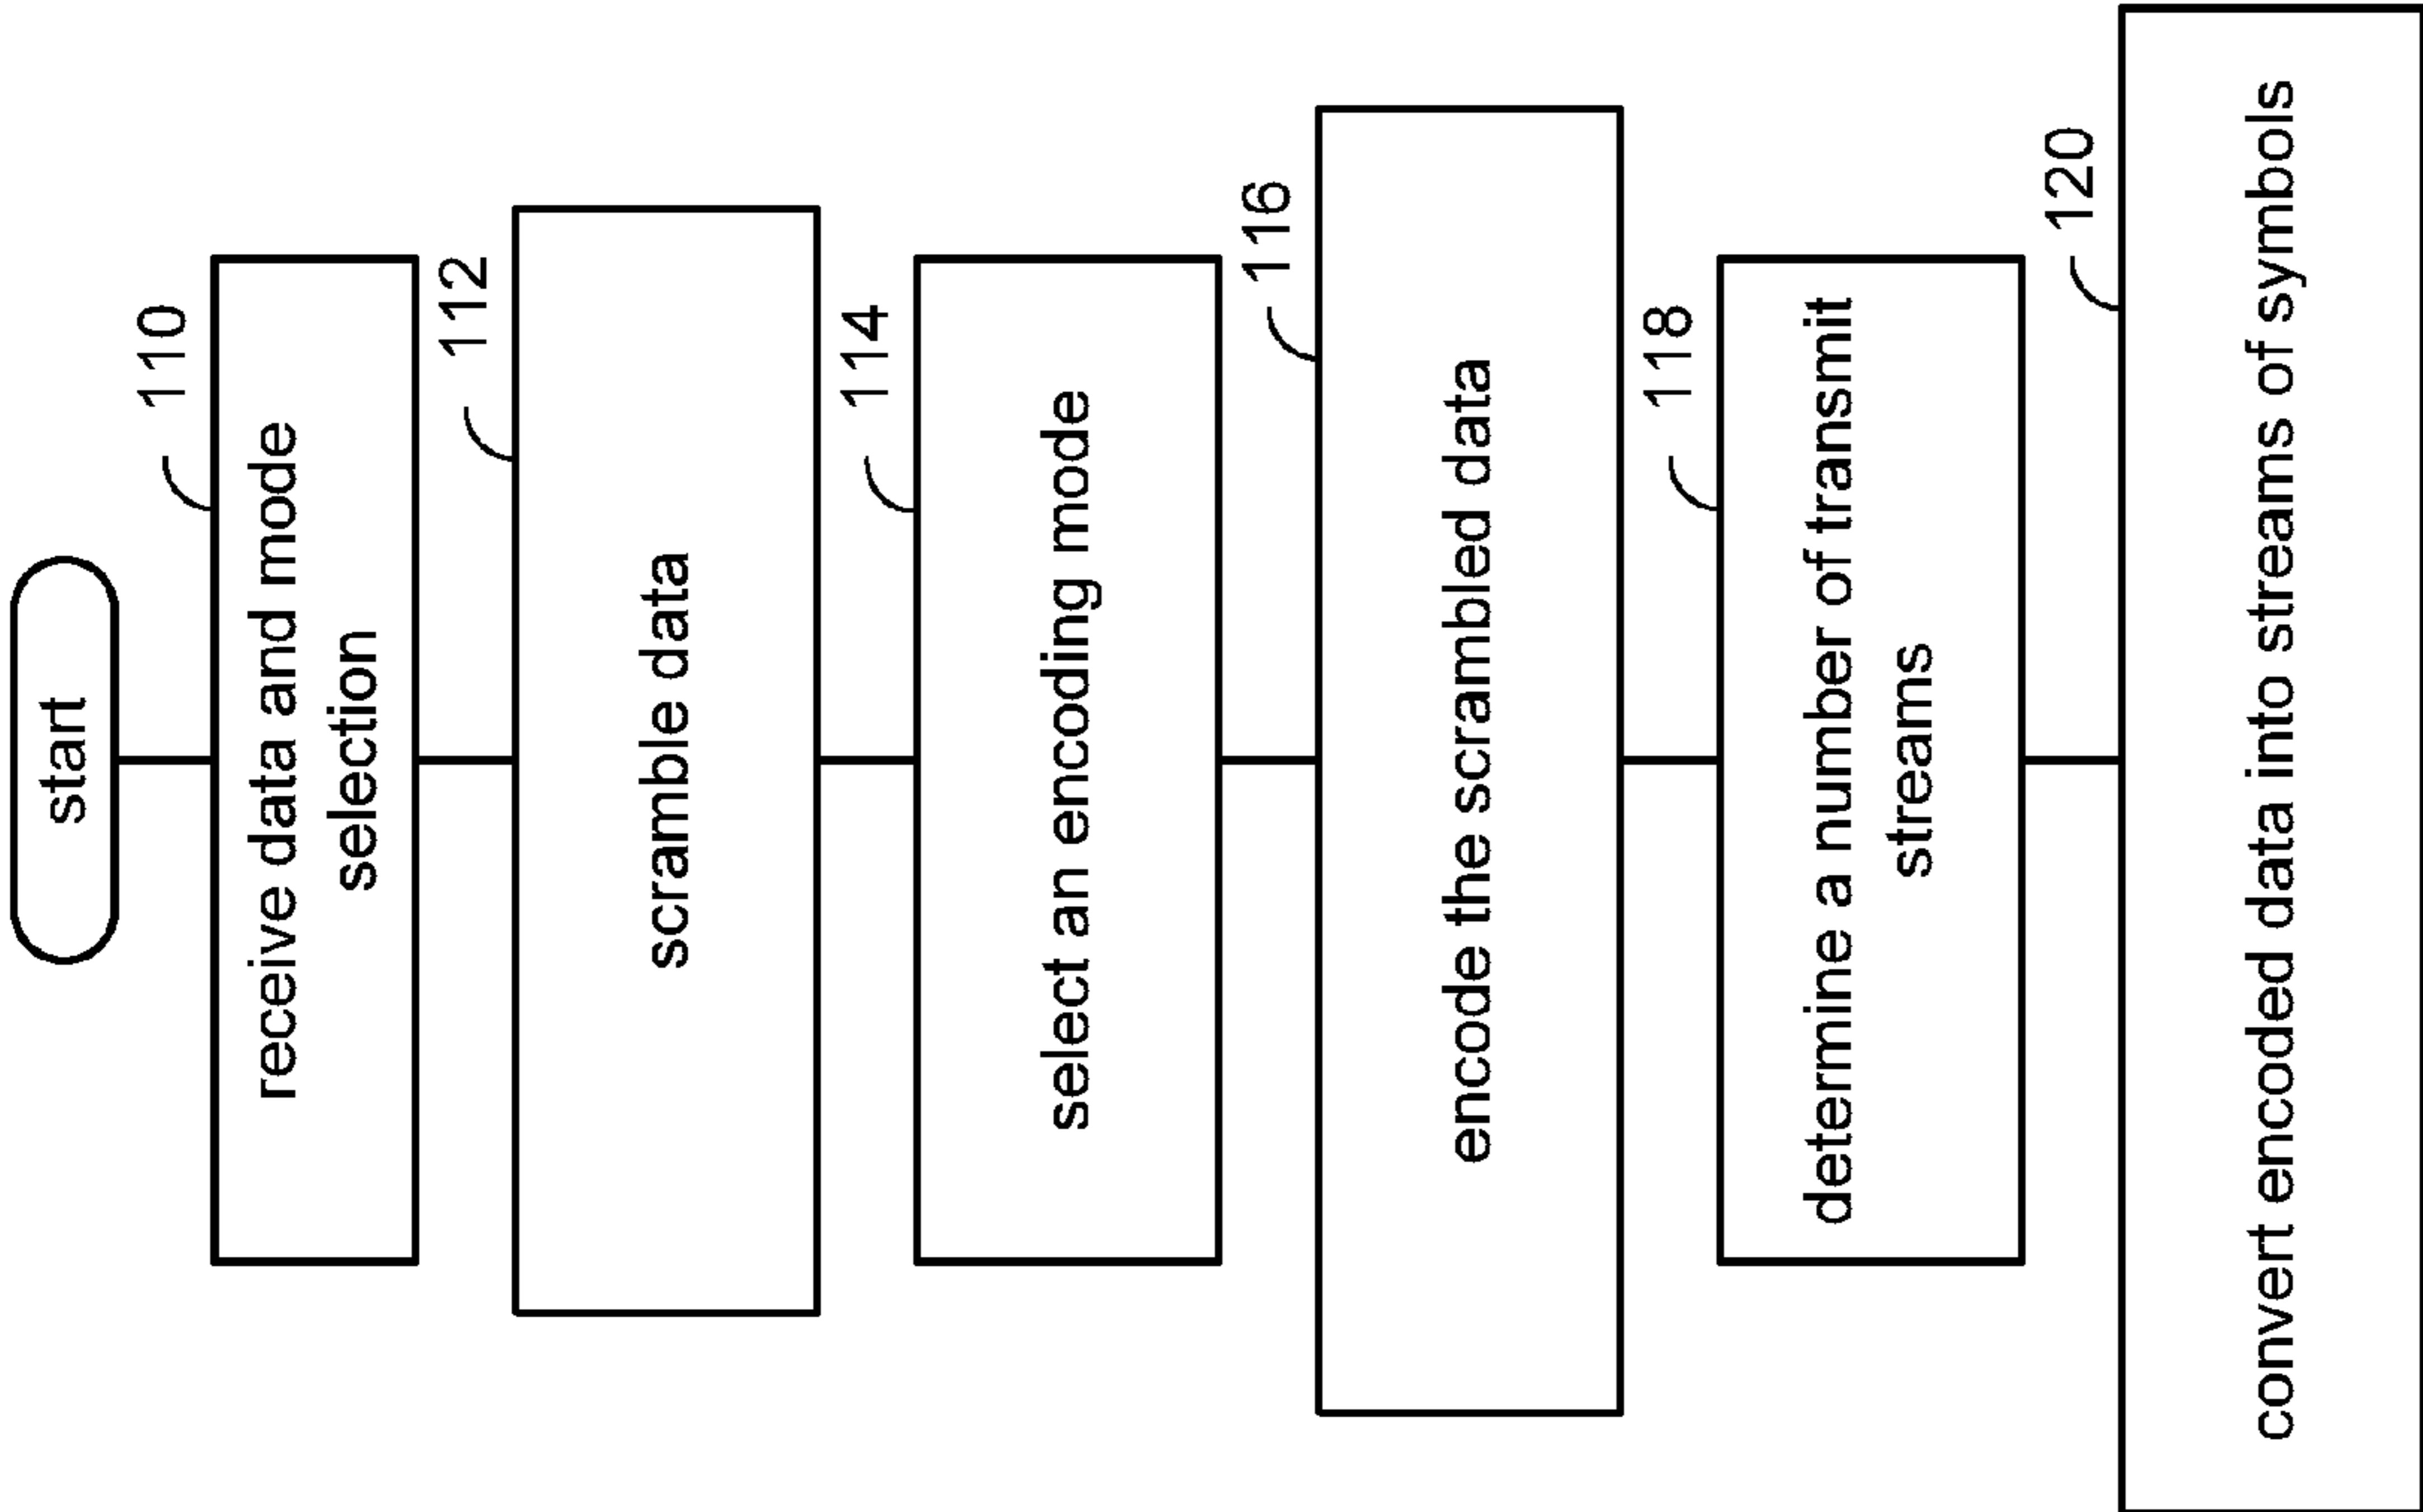 start
110
receive data and mode
selection
112
scramble data
114
select an encoding mode
116
encode the scrambled data
118
determine a number of transmit
streams
120
convert encoded data into streams of symbols